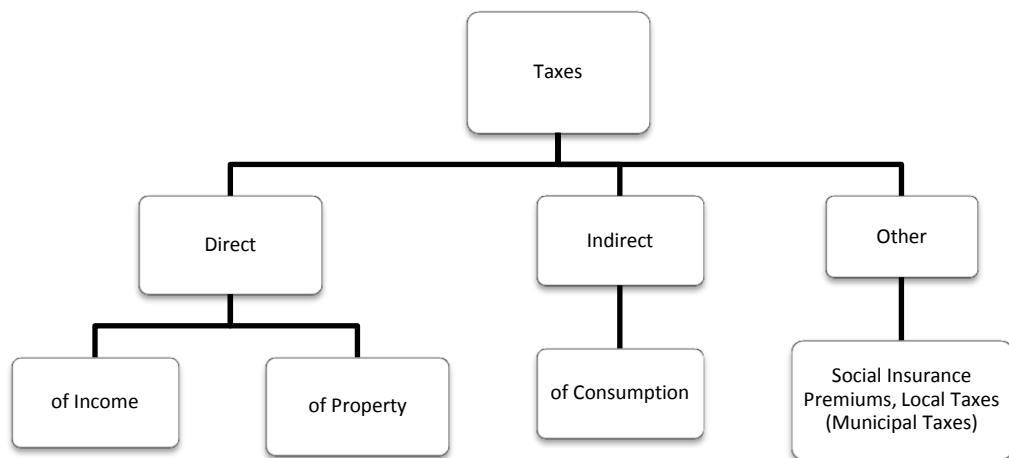 Taxes
Direct
Indirect
Other
of Income
of Property
of Consumption
Social Insurance
Premiums, Local Taxes
(Municipal Taxes)